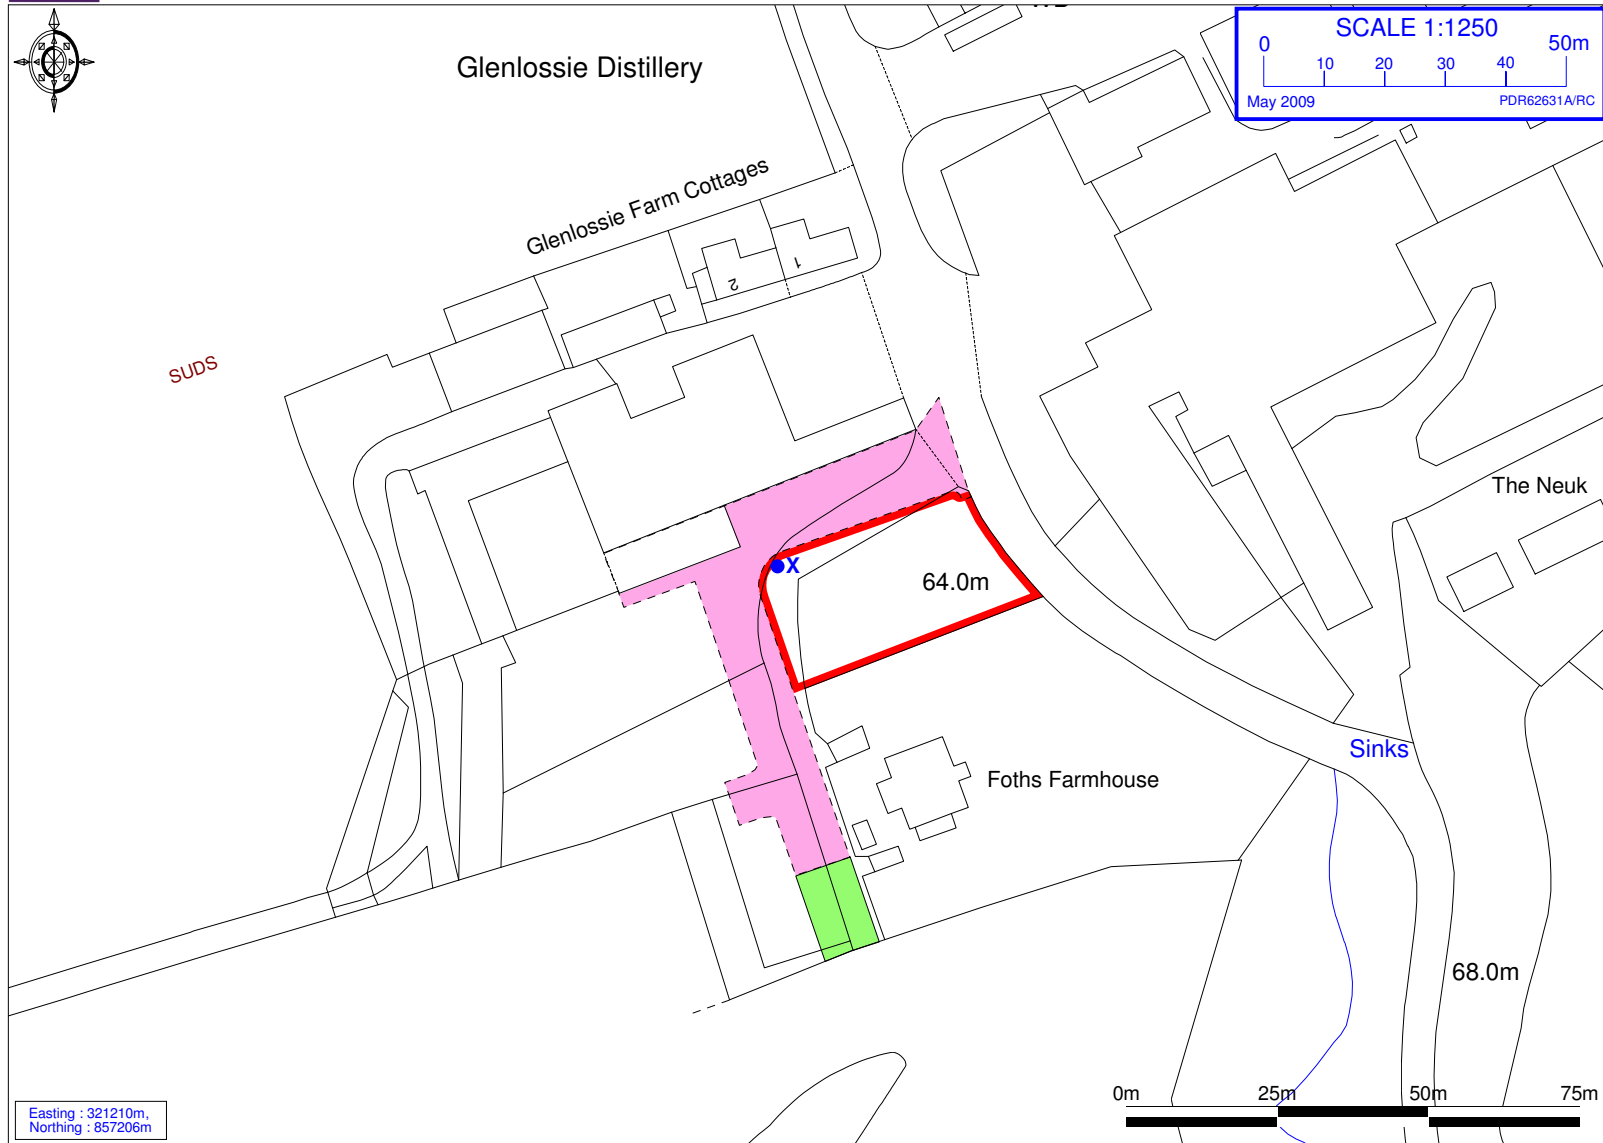 SCALE 1:1250
0 10 20 30 40 50m
May 2009 PDR62631A/RC
Glenlossie Distillery
Glenlossie Farm Cottages
1
2
SUDS
The Neuk
X
64.0m
Sinks
Foths Farmhouse
68.0m
0m 25m 50m 75m
Easting : 321210m,
Northing : 857206m